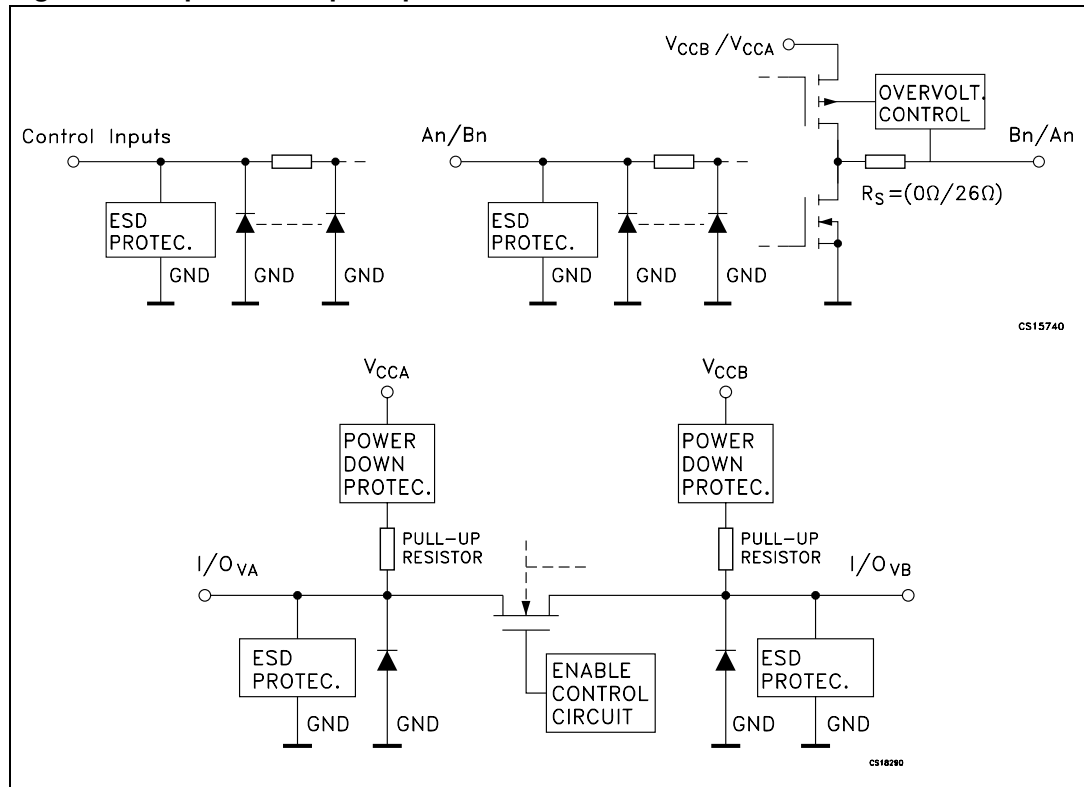 Control Inputs
ESD
PROTEC.
GND
GND
GND
An/Bn
ESD
PROTEC.
GND
GND
GND
VCCB/VCCA
OVERVOLT.
CONTROL
Bn/An
RS=(0Ω/26Ω)
CS15740
VCCA
POWER
DOWN
PROTEC.
PULL-UP
RESISTOR
I/OVA
ESD
PROTEC.
GND
GND
ENABLE
CONTROL
CIRCUIT
VCCB
POWER
DOWN
PROTEC.
PULL-UP
RESISTOR
I/OVB
ESD
PROTEC.
GND
GND
CS18290